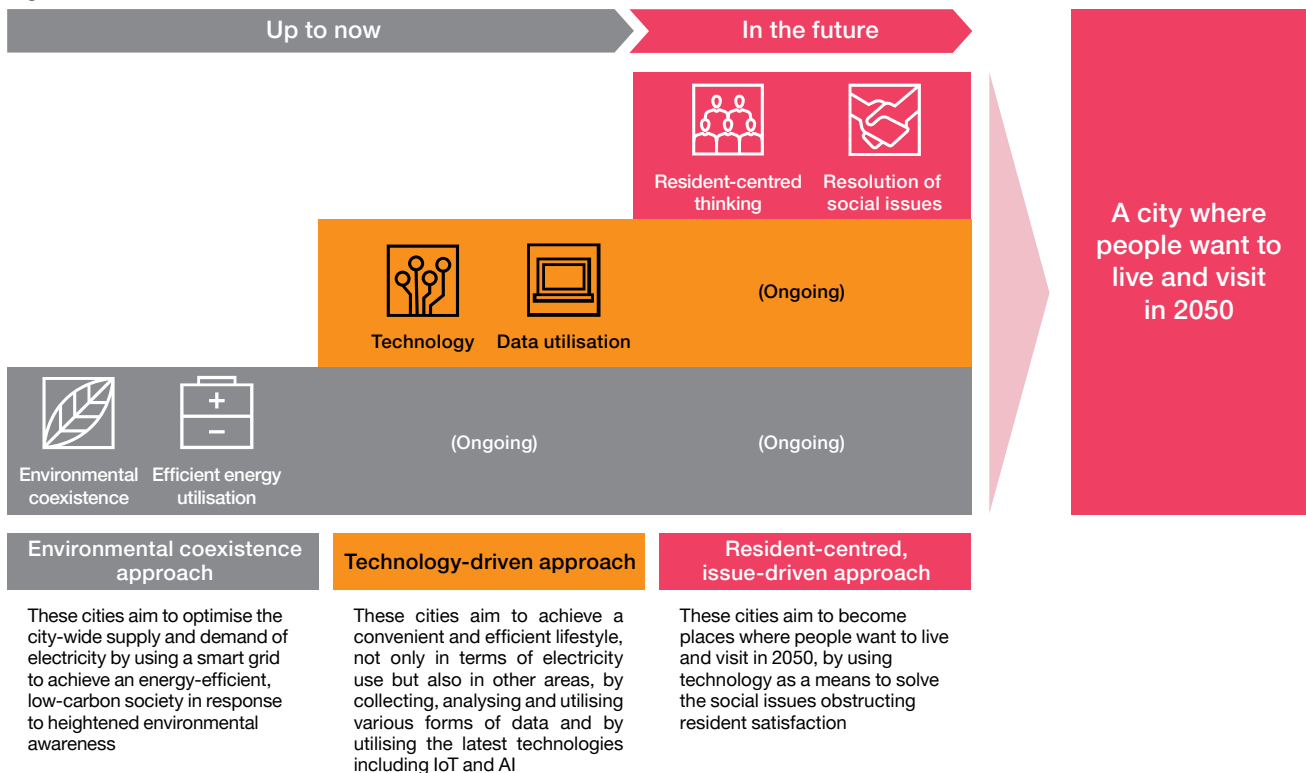 Up to now
In the future
Resident-centred
thinking
Resolution of
social issues
A city where
people want to
live and visit
in 2050
Technology
Data utilisation
(Ongoing)
Environmental
coexistence
Efficient energy
utilisation
(Ongoing)
(Ongoing)
Environmental coexistence
approach
These cities aim to optimise the
city-wide supply and demand of
electricity by using a smart grid
to achieve an energy-efficient,
low-carbon society in response
to heightened environmental
awareness
Technology-driven approach
These cities aim to achieve a
convenient and efficient lifestyle,
not only in terms of electricity
use but also in other areas, by
collecting, analysing and utilising
various forms of data and by
utilising the latest technologies
including IoT and AI
Resident-centred,
issue-driven approach
These cities aim to become
places where people want to live
and visit in 2050, by using
technology as a means to solve
the social issues obstructing
resident satisfaction